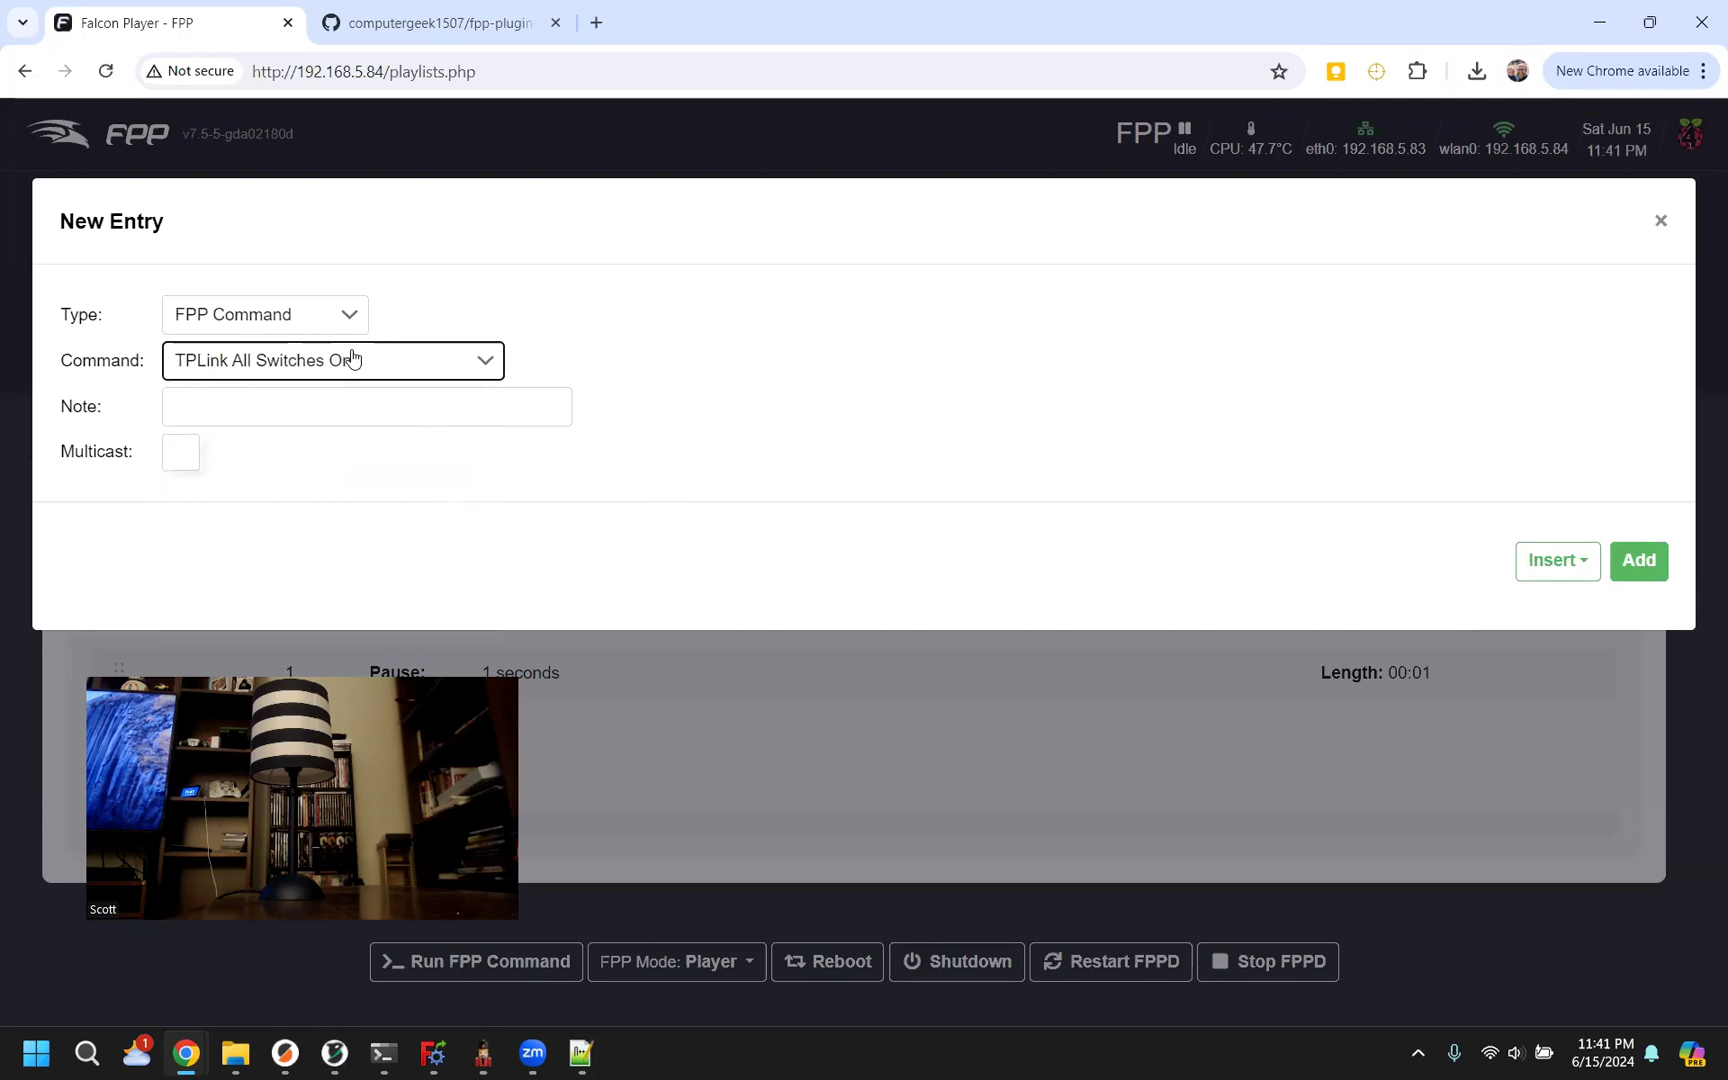 Falcon Player - FPP
computergeek1507/fpp-plugin-
Not secure
http://192.168.5.84/playlists.php
New Chrome available
FPP
v7.5-5-gda02180d
FPP
Idle
CPU: 47.7°C
eth0: 192.168.5.83
wlan0: 192.168.5.84
Sat Jun 15
11:41 PM
New Entry
×
Type:
FPP Command
Command:
TPLink All Switches On
Note:
Multicast:
Insert
Add
1
Pause:
1 seconds
Length: 00:01
Scott
Run FPP Command
FPP Mode: Player
Reboot
Shutdown
Restart FPPD
Stop FPPD
1
zm
11:41 PM
6/15/2024
PRE